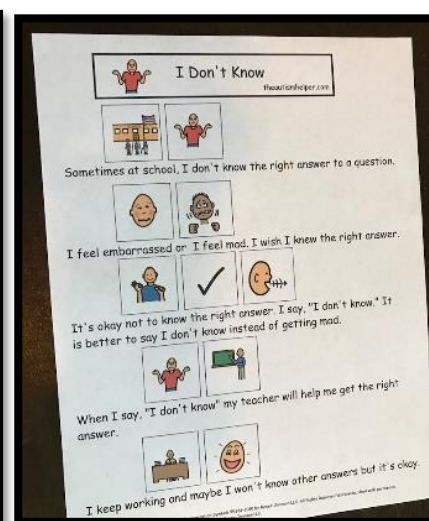 I Don't Know
theautismhelper.com
Sometimes at school, I don't know the right answer to a question.
I feel embarrassed or I feel mad. I wish I knew the right answer.
It's okay not to know the right answer. I say, "I don't know." It
is better to say I don't know instead of getting mad.
When I say, "I don't know" my teacher will help me get the right
answer.
I keep working and maybe I won't know other answers but it's okay.